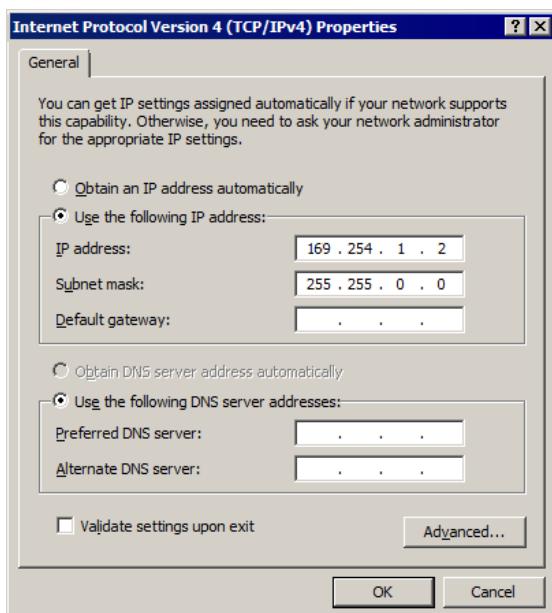 Internet Protocol Version 4 (TCP/IPv4) Properties
General
You can get IP settings assigned automatically if your network supports
this capability. Otherwise, you need to ask your network administrator
for the appropriate IP settings.
Obtain an IP address automatically
Use the following IP address:
IP address: 169 . 254 . 1 . 2
Subnet mask: 255 . 255 . 0 . 0
Default gateway: . . .
Obtain DNS server address automatically
Use the following DNS server addresses:
Preferred DNS server: . . .
Alternate DNS server: . . .
Validate settings upon exit
Advanced...
OK Cancel